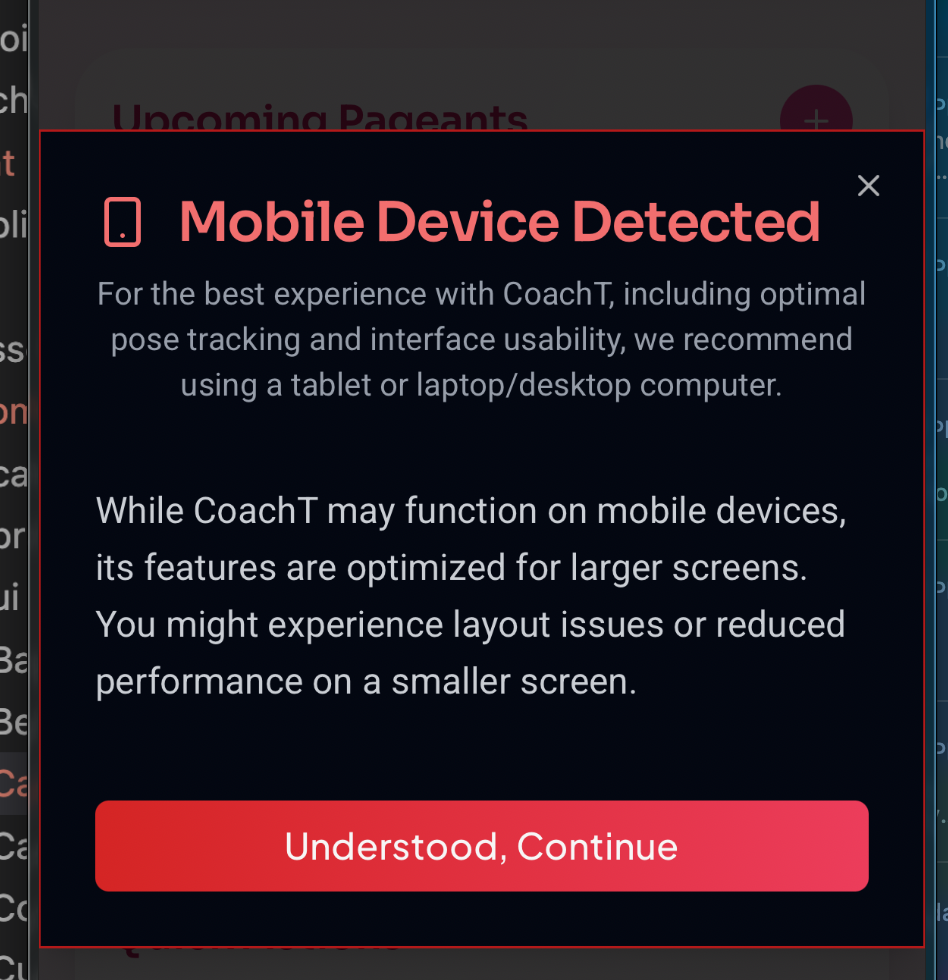 Upcoming Pageants
Mobile Device Detected
For the best experience with CoachT, including optimal
pose tracking and interface usability, we recommend
using a tablet or laptop/desktop computer.
While CoachT may function on mobile devices,
its features are optimized for larger screens.
You might experience layout issues or reduced
performance on a smaller screen.
Understood, Continue